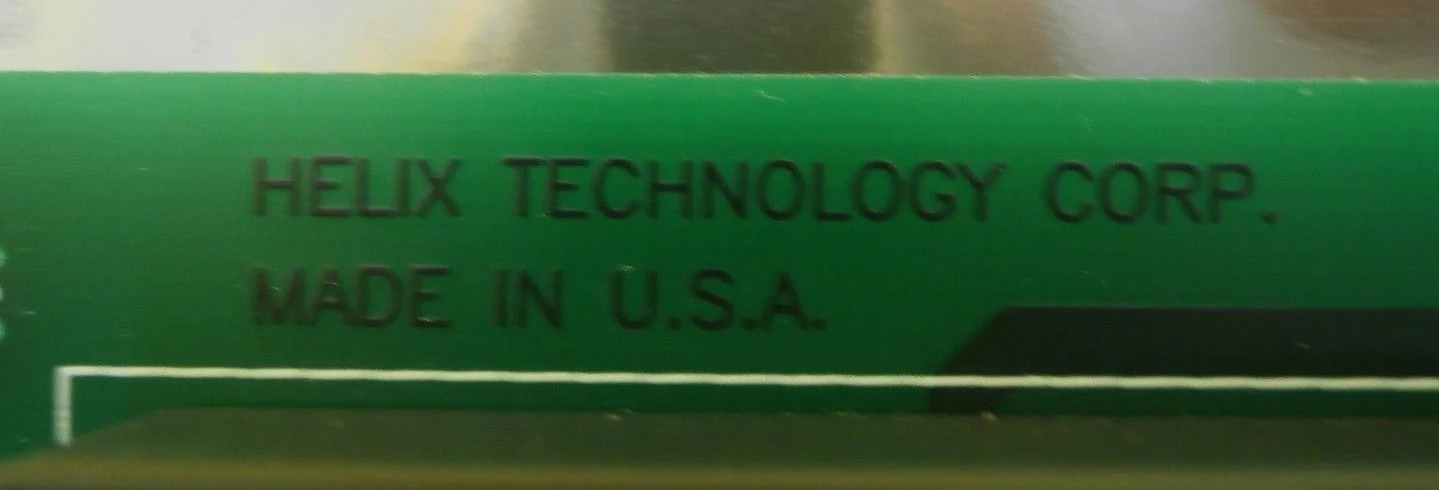 HELIX TECHNOLOGY CORP.
MADE IN U.S.A.